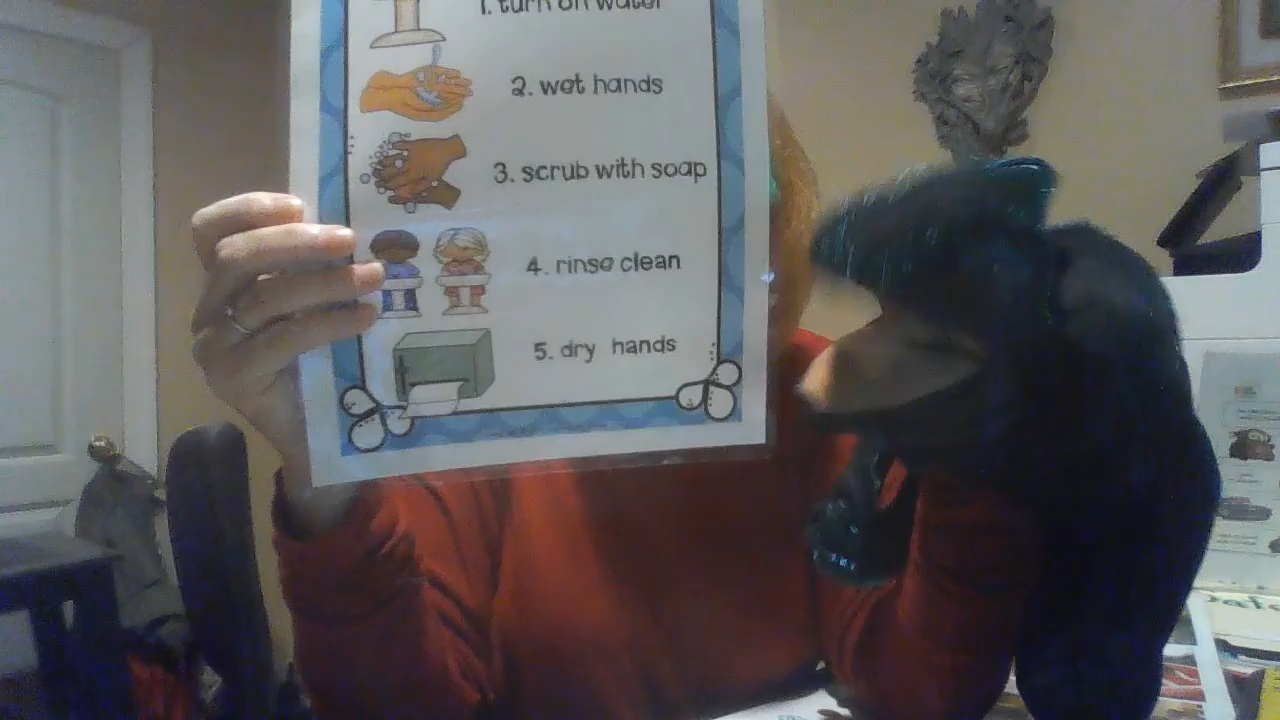 1. turn on water
2. wet hands
3. scrub with soap
4. rinse clean
5. dry hands